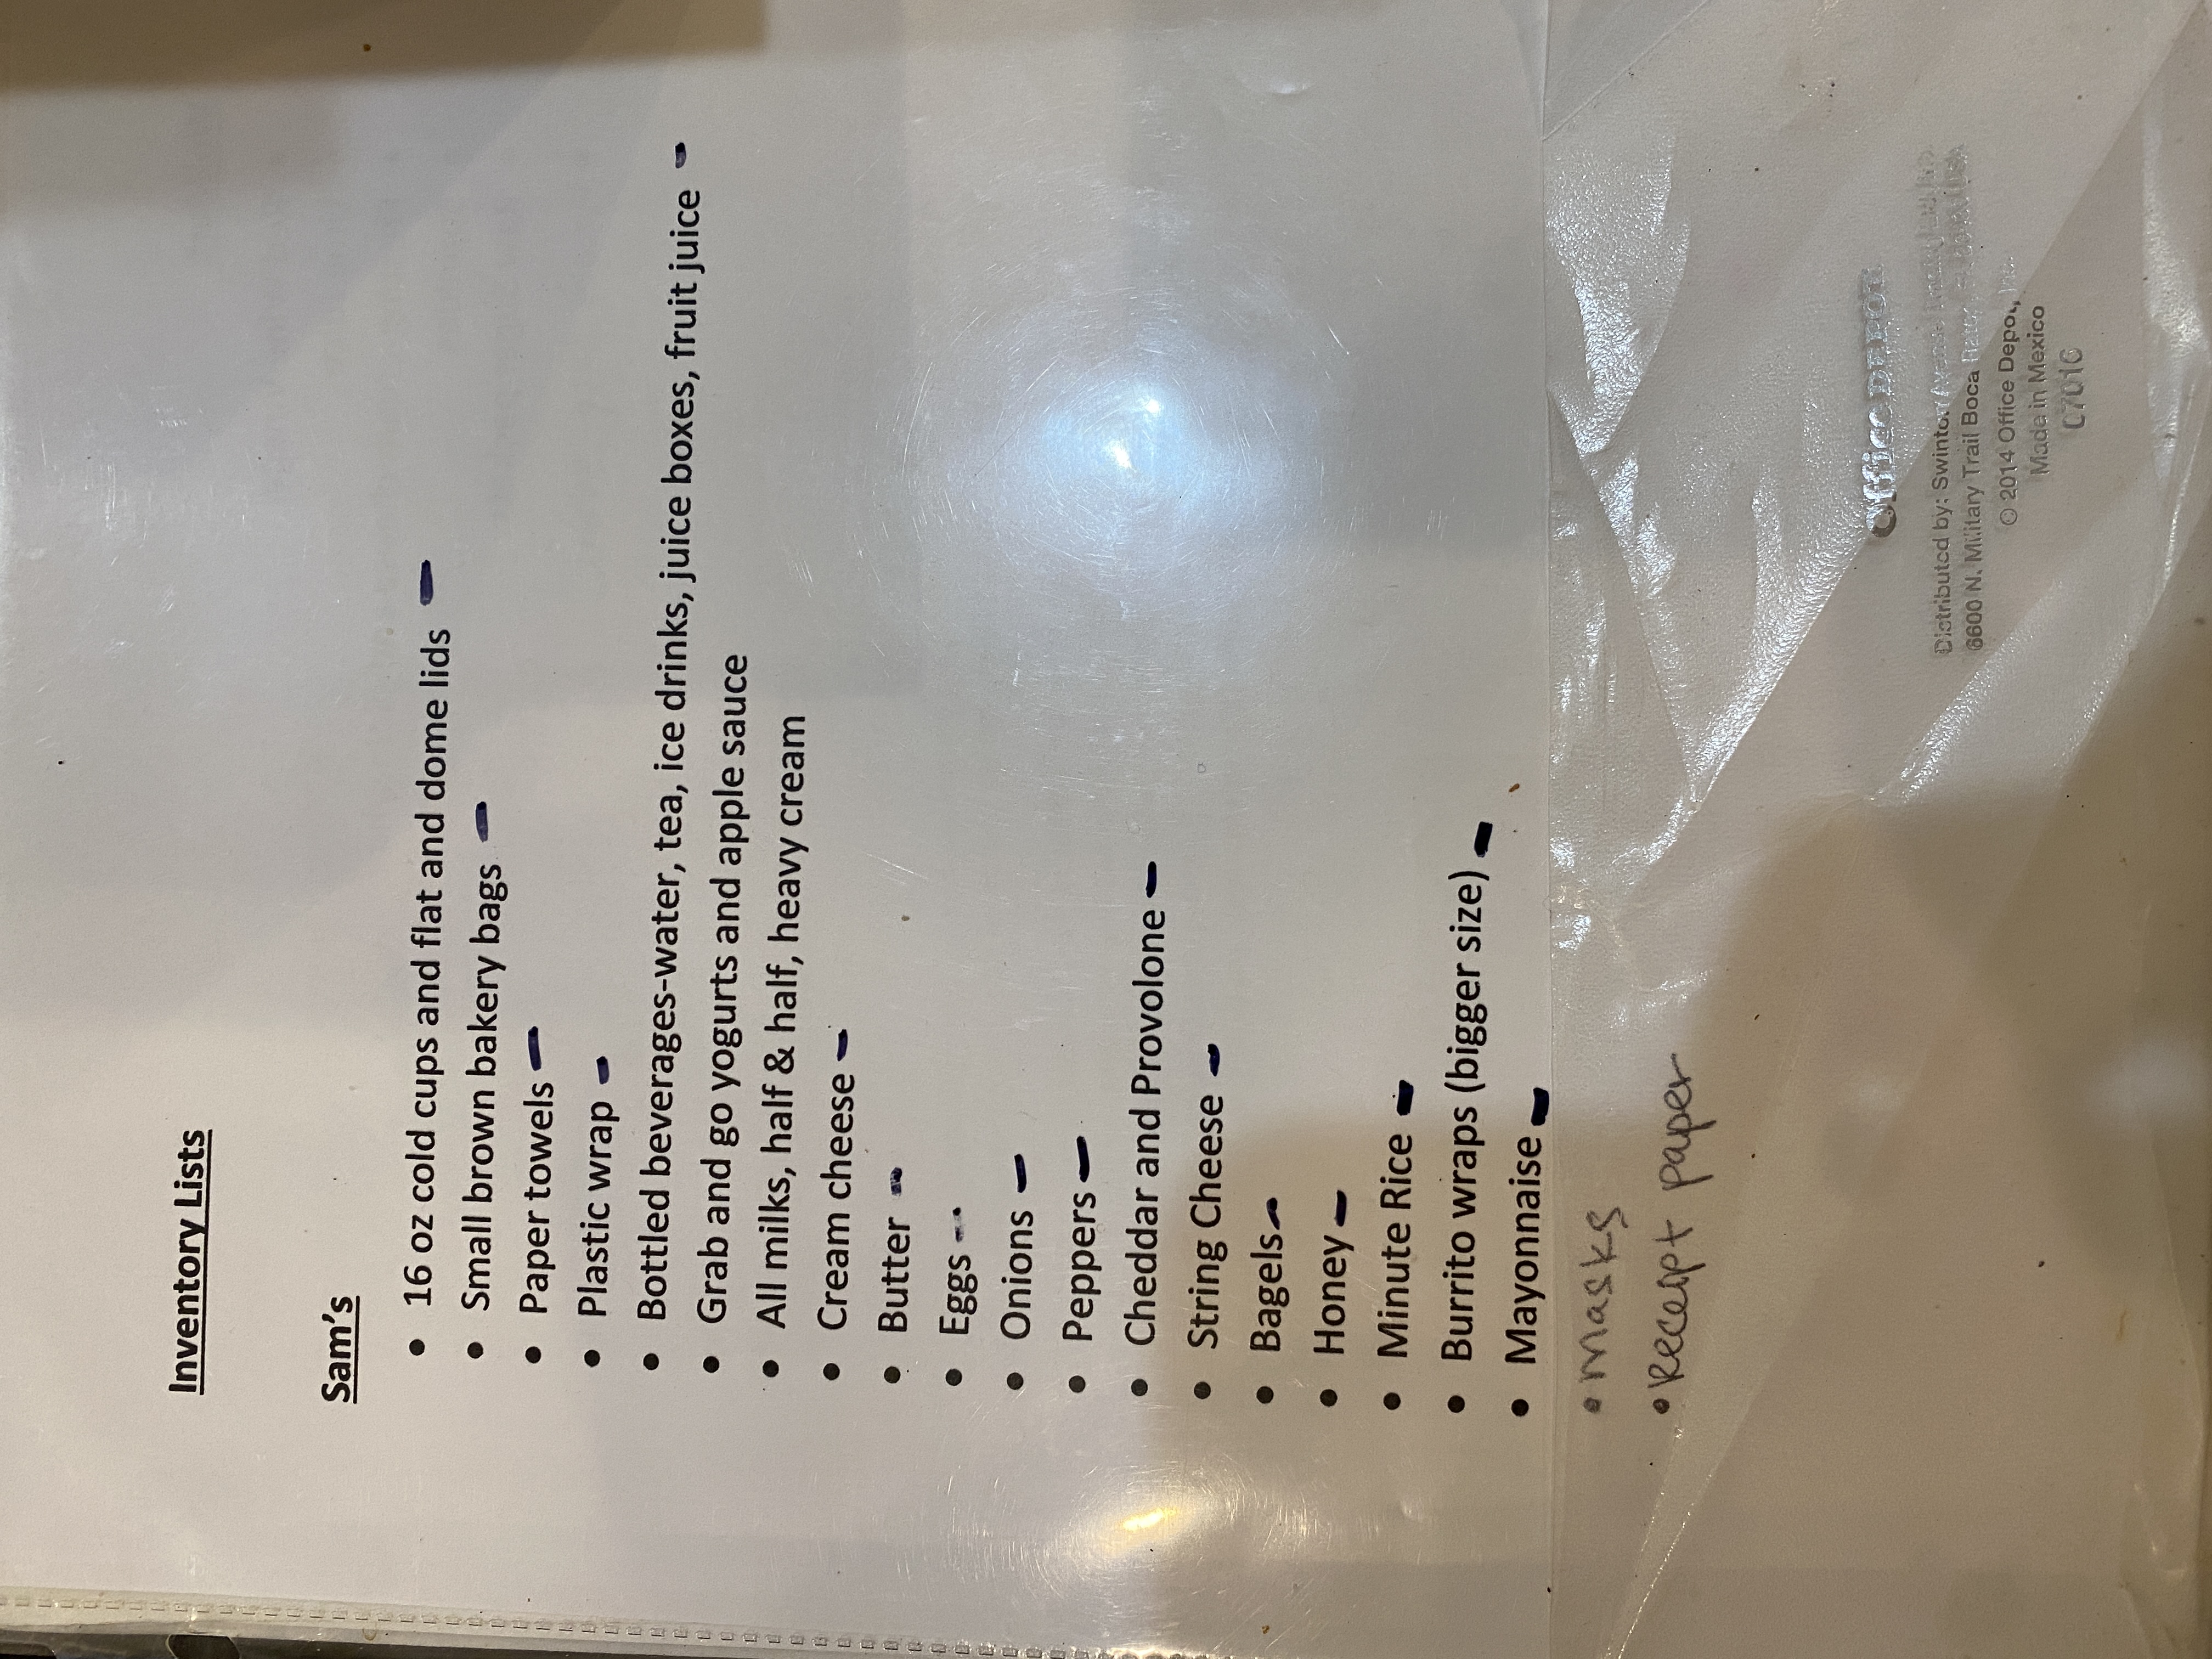 Inventory Lists
Sam's
• 16 oz cold cups and flat and dome lids -
• Small brown bakery bags -
• Paper towels -
• Plastic wrap -
• Bottled beverages-water, tea, ice drinks, juice boxes, fruit juice -
• Grab and go yogurts and apple sauce
• All milks, half & half, heavy cream
• Cream cheese -
• Butter -
• Eggs -
• Onions -
• Peppers -
• Cheddar and Provolone -
• String Cheese -
• Bagels -
• Honey -
• Minute Rice -
• Burrito wraps (bigger size) -
• Mayonnaise -
• masks
• Receipt paper
Office DEPOT
Distributed by:
6600 N. Military Trail Boca
© 2014 Office Depot,
Made in Mexico